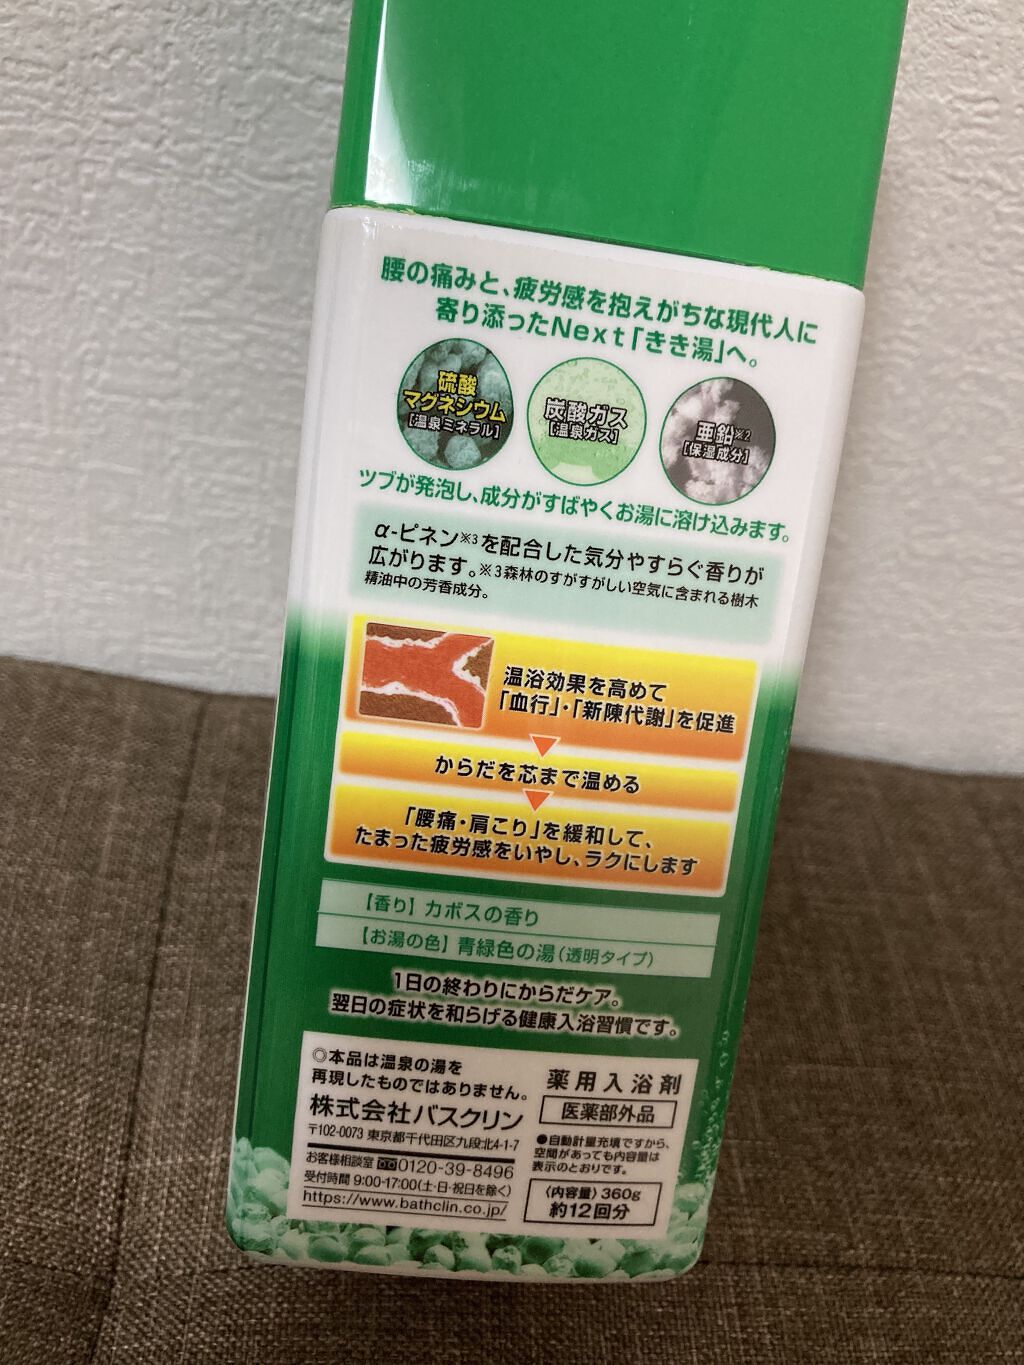 腰の痛みと、疲労感を抱えがちな現代人に
寄り添ったNext「きき湯」へ。
硫酸
マグネシウム
[温泉ミネラル]
炭酸ガス
[温泉ガス]
亜鉛※2
[保湿成分]
ツブが発泡し、成分がすばやくお湯に溶け込みます。
α-ピネン※3を配合した気分やすらぐ香りが
広がります。※3森林のすがすがしい空気に含まれる樹木
精油中の芳香成分。
温浴効果を高めて
「血行」・「新陳代謝」を促進
からだを芯まで温める
「腰痛・肩こり」を緩和して、
たまった疲労感をいやし、ラクにします
【香り】カボスの香り
【お湯の色】青緑色の湯(透明タイプ)
1日の終わりにからだケア。
翌日の症状を和らげる健康入浴習慣です。
◎本品は温泉の湯を
再現したものではありません。
株式会社バスクリン
〒102-0073 東京都千代田区九段北4-1-7
お客様相談室 0120-39-8496
受付時間 9:00-17:00(土・日・祝日を除く)
https://www.bathclin.co.jp/
薬用入浴剤
医薬部外品
●自動計量充填ですから、
空間があっても内容量は
表示のとおりです。
〈内容量〉360g
約12回分